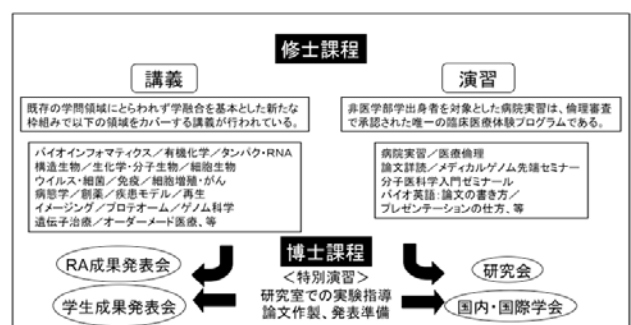 修士課程
講義
既存の学問領域にとらわれず学融合を基本とした新たな
枠組みで以下の領域をカバーする講義が行われている。
バイオインフォマティクス/有機化学/タンパク・RNA
構造生物/生化学・分子生物/細胞生物
ウイルス・細菌/免疫/細胞増殖・がん
病態学/創薬/疾患モデル/再生
イメージング/プロテオーム/ゲノム科学
遺伝子治療/オーダーメード医療、等
演習
非医学部学出身者を対象とした病院実習は、倫理審査
で承認された唯一の臨床医療体験プログラムである。
病院実習/医療倫理
論文詳読/メディカルゲノム先端セミナー
分子医科学入門ゼミナール
バイオ英語:論文の書き方/
プレゼンテーションの仕方、等
博士課程
<特別演習>
研究室での実験指導
論文作製、発表準備
RA成果発表会
学生成果発表会
研究会
国内・国際学会